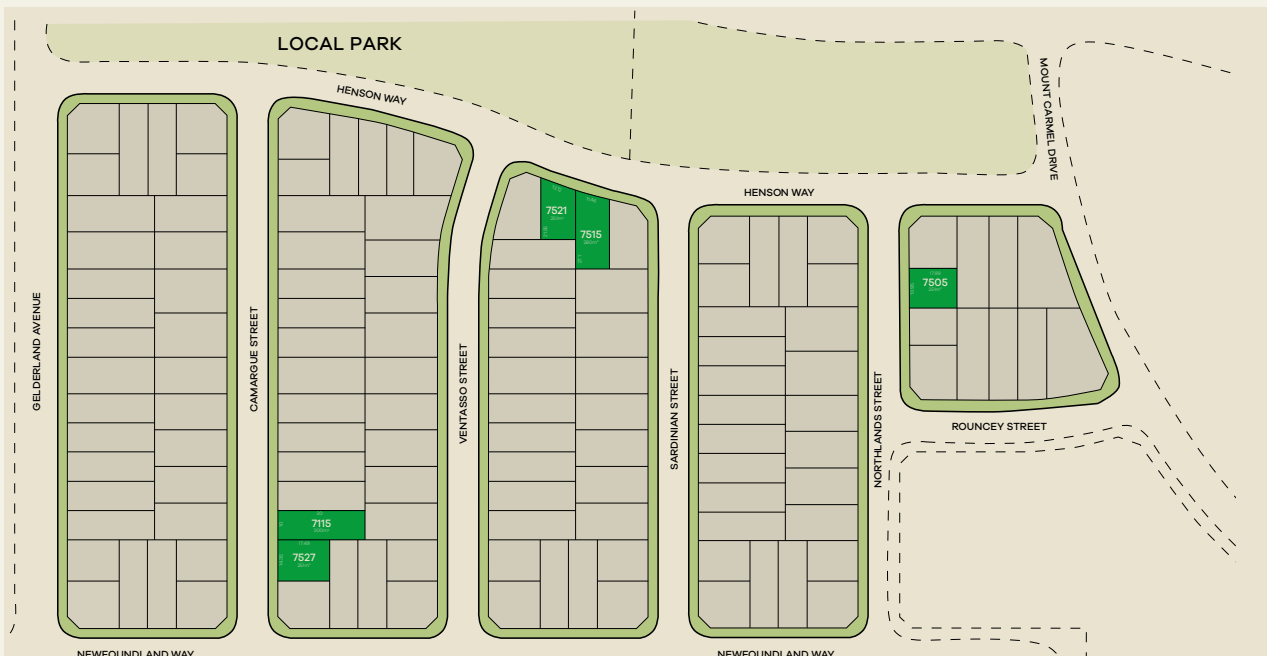 LOCAL PARK
HENSON WAY
MOUNT CARMEL DRIVE
HENSON WAY
7521
7515
7505
GELDERLAND AVENUE
CAMARGUE STREET
VENTASSO STREET
SARDINIAN STREET
NORTHLANDS STREET
ROUNCEY STREET
7115
7527
NEWFOUNDLAND WAY
NEWFOUNDLAND WAY